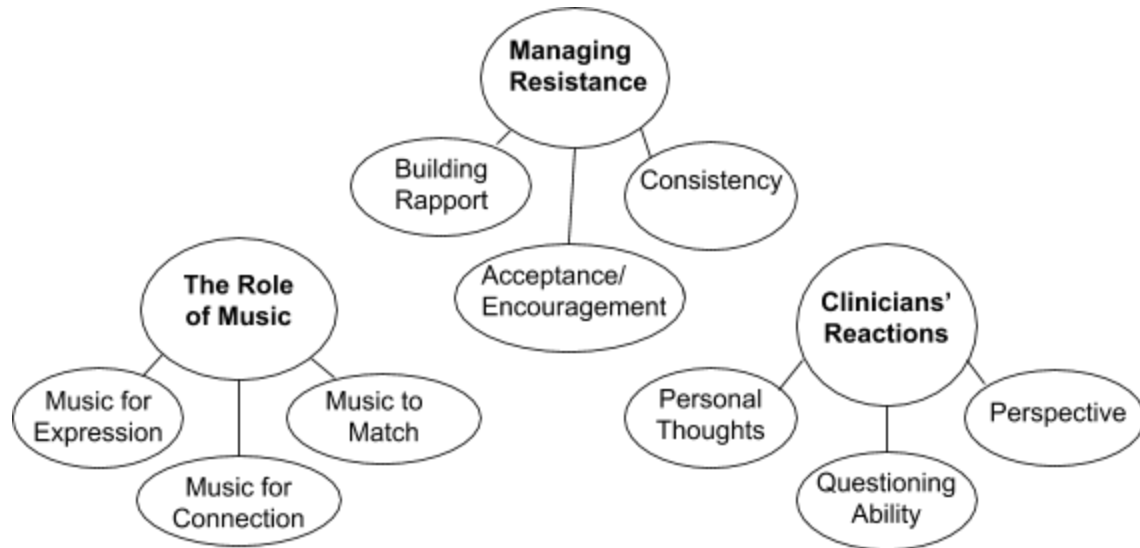 Managing
Resistance
Building
Rapport
Consistency
Acceptance/
Encouragement
The Role
of Music
Music for
Expression
Music to
Match
Music for
Connection
Clinicians’
Reactions
Personal
Thoughts
Perspective
Questioning
Ability